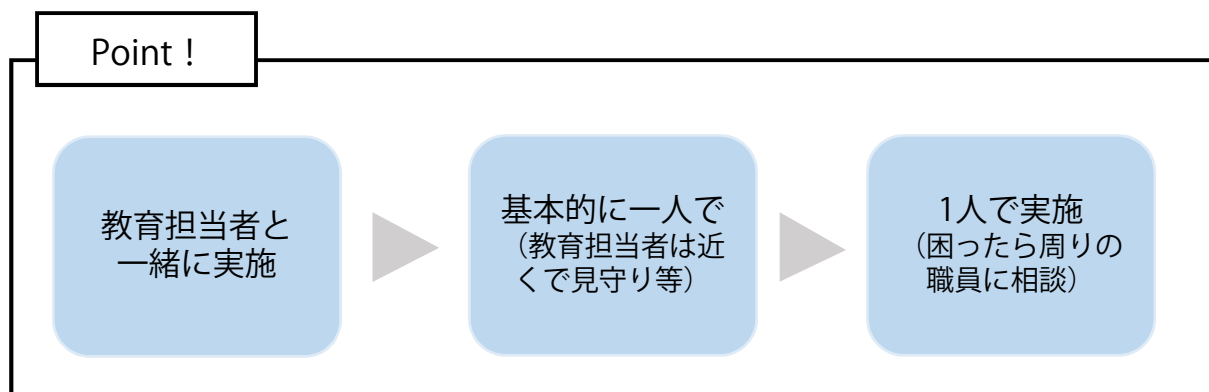 Point！
教育担当者と
一緒に実施
基本的に一人で
（教育担当者は近
くで見守り等）
1人で実施
（困ったら周りの
職員に相談）